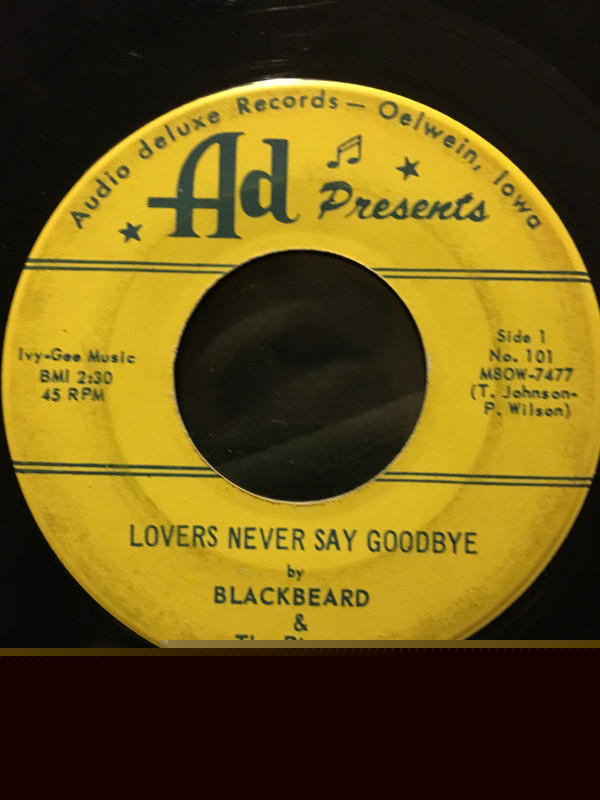 Audio deluxe Records — Oelwein, Iowa
Ad
Presents
Ivy-Gee Music
BMI 2:30
45 RPM
Side 1
No. 101
M8OW-7477
(T. Johnson-
P. Wilson)
LOVERS NEVER SAY GOODBYE
by
BLACKBEARD
&